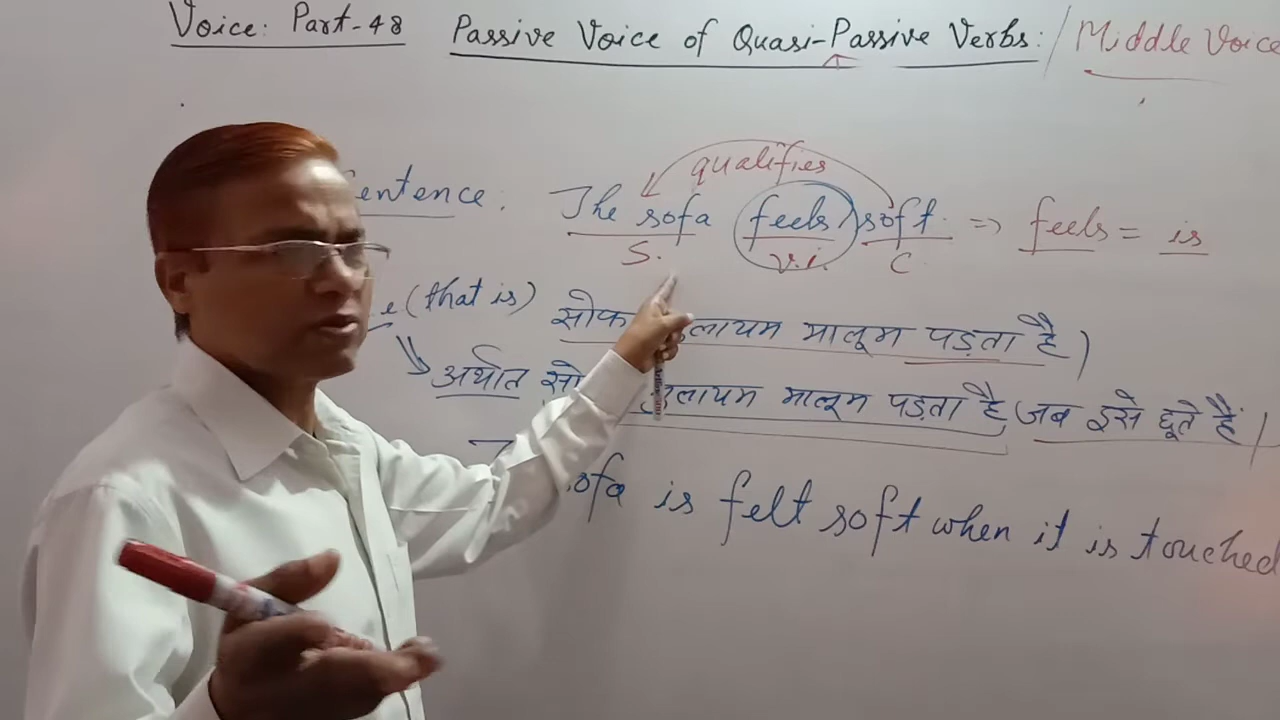 Voice: Part-48 Passive Voice of Quasi-Passive Verbs: / Middle Voice
qualifies
entence: The sofa feels soft. => feels = is
S. v.i. C.
e (that is) सोफ लायम मालूम पड़ता है)
अर्थात सो मुलायम मालूम पड़ता है (जब इसे छूते हैं।
ofa is felt soft when it is touched